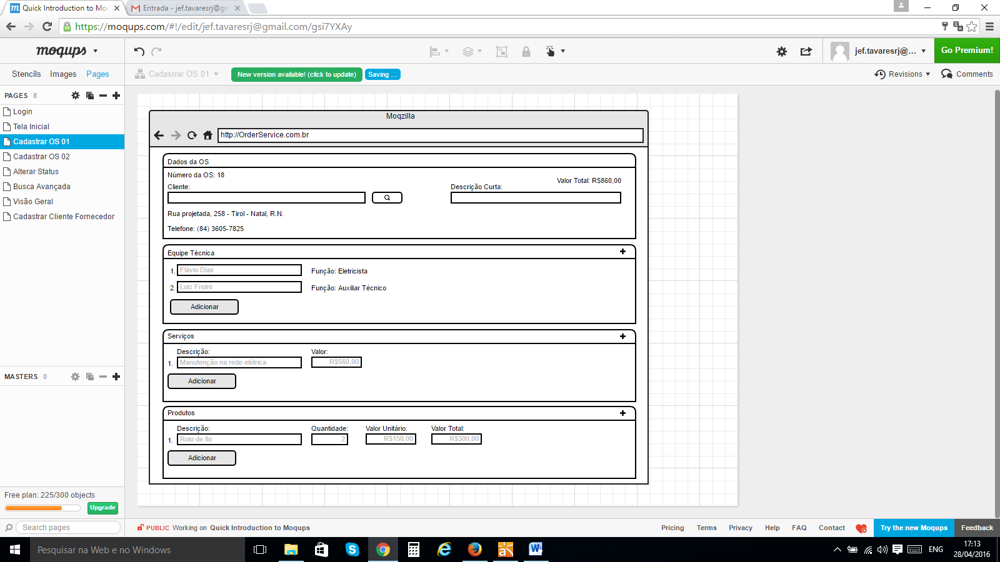 Quick Introduction to Mo
Entrada - jef.tavaresrj@gm
https://moqups.com/#!/edit/jef.tavaresrj@gmail.com/gsi7YXAy
moqups
jef.tavaresrj@...
Go Premium!
Stencils Images Pages
Cadastrar OS 01
New version available! (click to update)
Saving ...
Revisions
Comments
PAGES 8
Login
Tela Inicial
Cadastrar OS 01
Cadastrar OS 02
Alterar Status
Busca Avançada
Visão Geral
Cadastrar Cliente Fornecedor
MASTERS 0
Free plan: 225/300 objects
Upgrade
Search pages
Moqzilla
http://OrderService.com.br
Dados da OS
Número da OS: 18
Valor Total: R$860,00
Cliente:
Descrição Curta:
Rua projetada, 258 - Tirol - Natal, R.N.
Telefone: (84) 3605-7825
Equipe Técnica
1. Flávio Dias Função: Eletricista
2. Luiz Freire Função: Auxiliar Técnico
Adicionar
Serviços
Descrição: Valor:
1. Manutenção na rede elétrica R$560,00
Adicionar
Produtos
Descrição: Quantidade: Valor Unitário: Valor Total:
1. Rolo de fio 2 R$150,00 R$300,00
Adicionar
PUBLIC Working on Quick Introduction to Moqups
Pricing Terms Privacy Help FAQ Contact
Try the new Moqups
Feedback
Pesquisar na Web e no Windows
ENG
17:13
28/04/2016